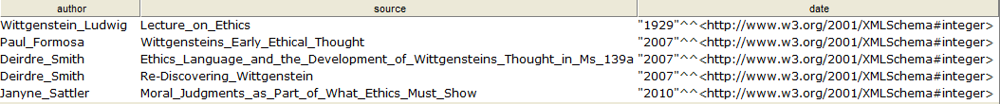 author source date
Wittgenstein_Ludwig Lecture_on_Ethics "1929"^^<http://www.w3.org/2001/XMLSchema#integer>
Paul_Formosa Wittgensteins_Early_Ethical_Thought "2007"^^<http://www.w3.org/2001/XMLSchema#integer>
Deirdre_Smith Ethics_Language_and_the_Development_of_Wittgensteins_Thought_in_Ms_139a "2007"^^<http://www.w3.org/2001/XMLSchema#integer>
Deirdre_Smith Re-Discovering_Wittgenstein "2007"^^<http://www.w3.org/2001/XMLSchema#integer>
Janyne_Sattler Moral_Judgments_as_Part_of_What_Ethics_Must_Show "2010"^^<http://www.w3.org/2001/XMLSchema#integer>